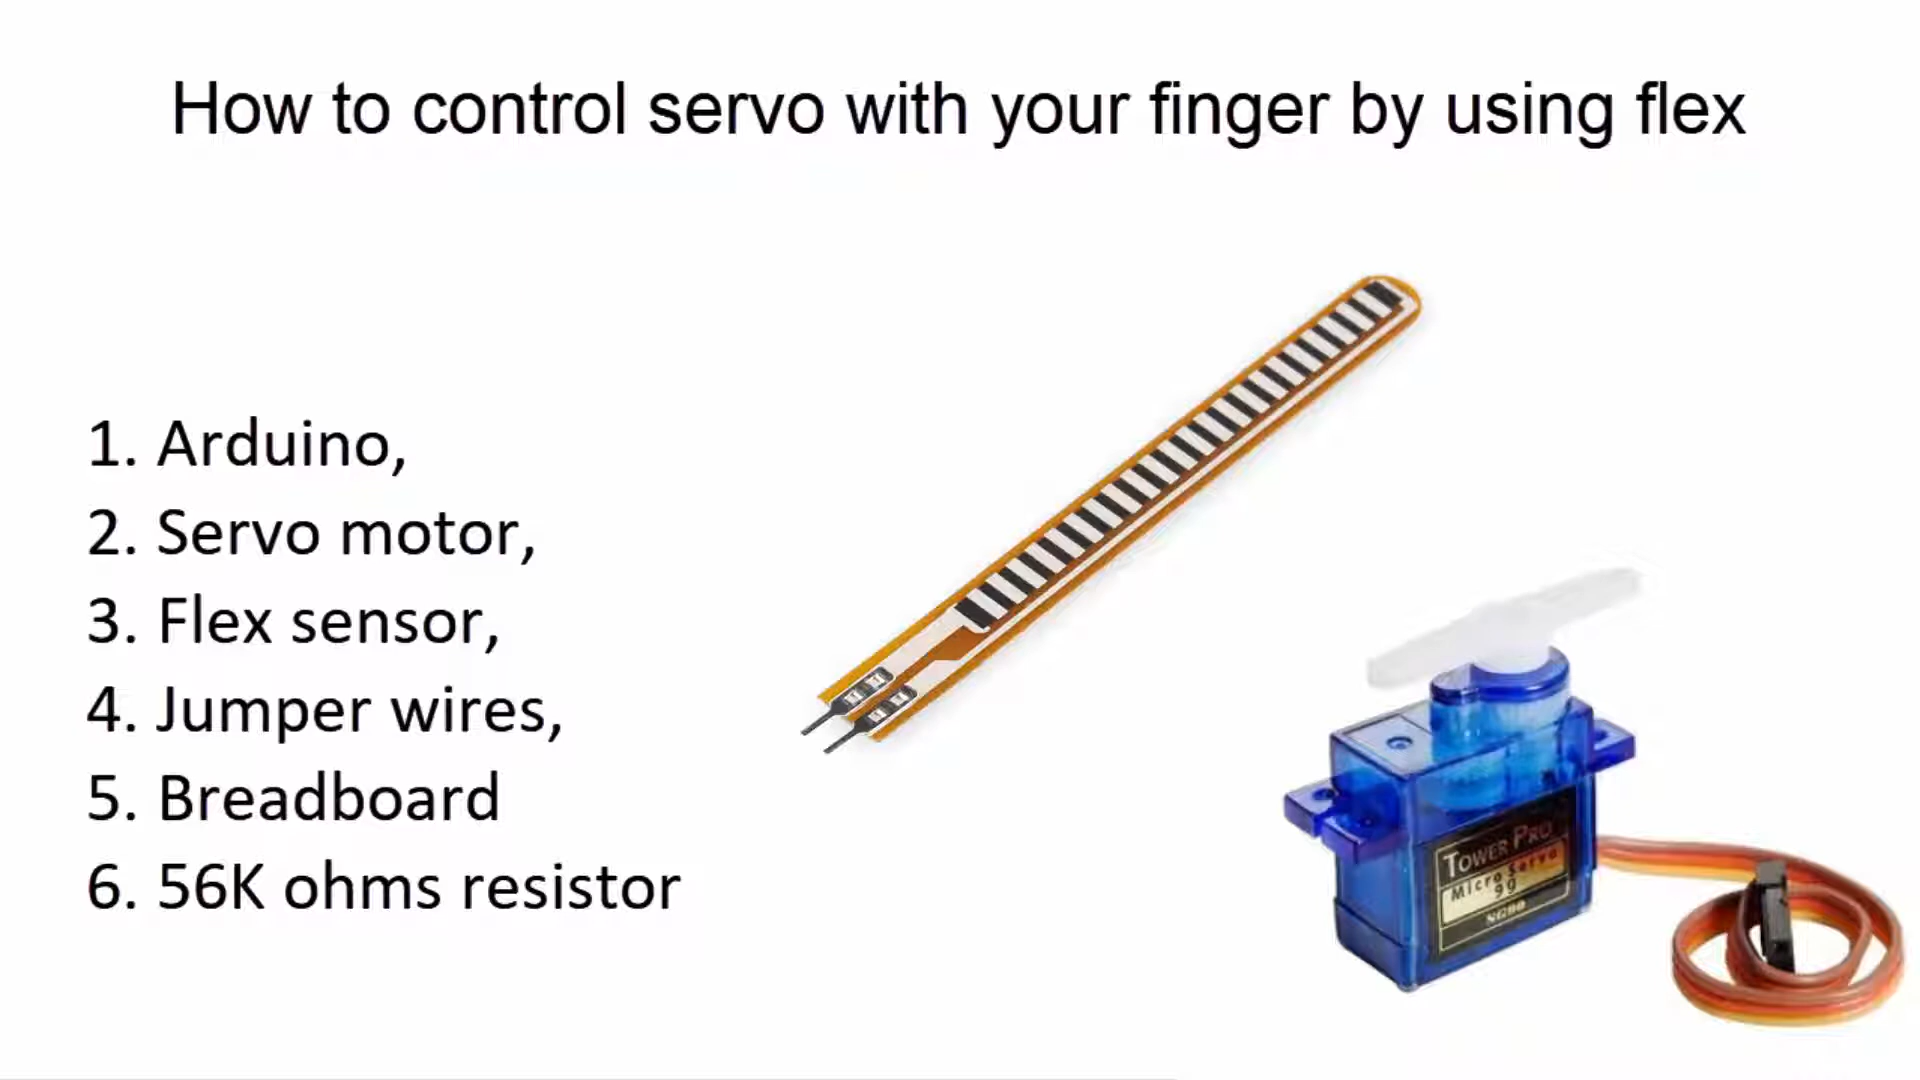 How to control servo with your finger by using flex
1. Arduino,
2. Servo motor,
3. Flex sensor,
4. Jumper wires,
5. Breadboard
6. 56K ohms resistor
TOWER PRO
Micro Servo
9g
SG90